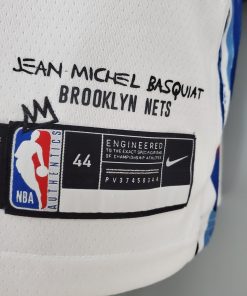 JEAN-MICHEL BASQUIAT
BROOKLYN NETS
NBA
AUTHENTICS
44
ENGINEERED
TO THE EXACT SPECIFICATIONS
OF CHAMPIONSHIP ATHLETES